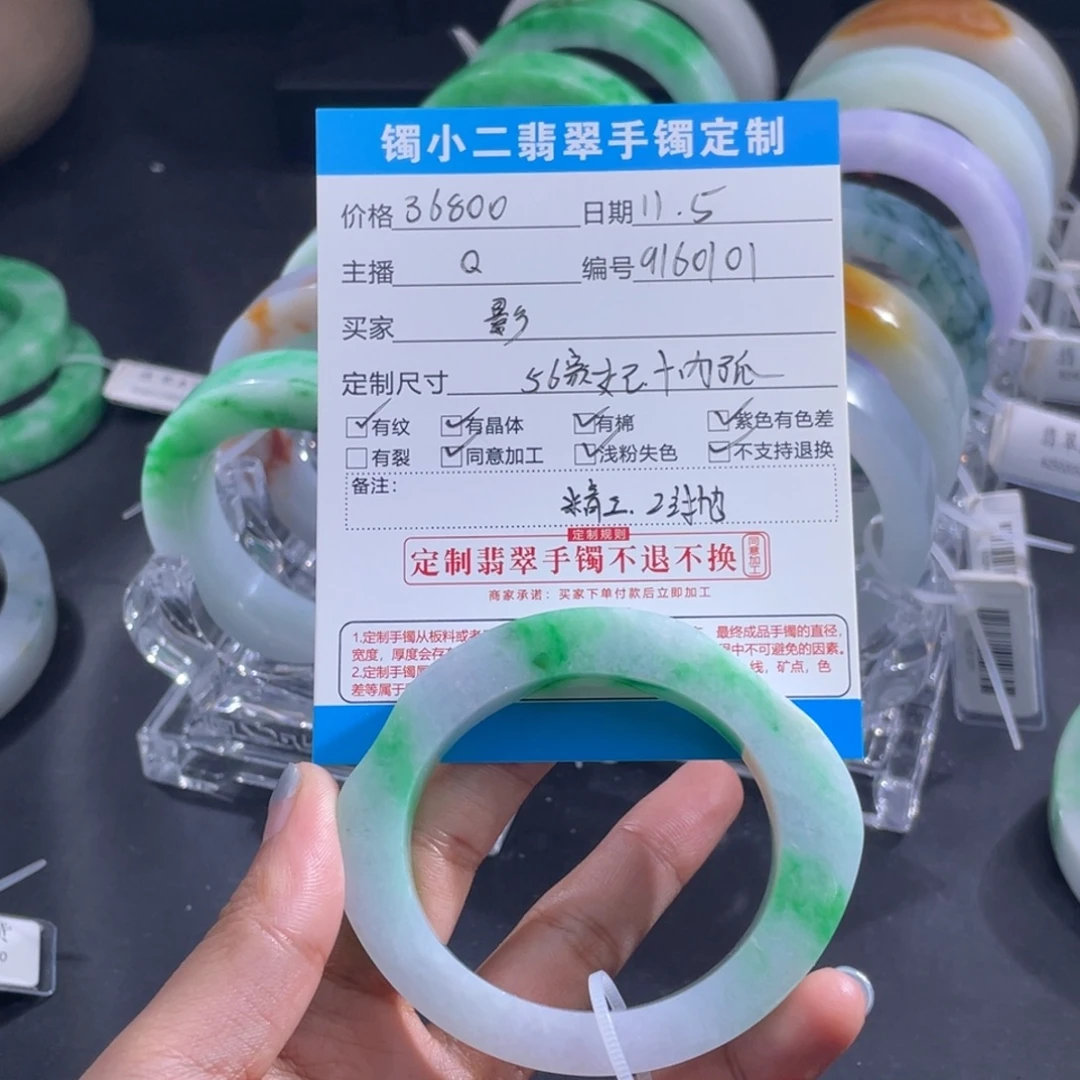 镯小二翡翠手镯定制
价格 36800 日期 11.5
主播 Q 编号 9160101
买家 影
定制尺寸 56宽妃+内弧
☑有纹 ☑有晶体 ☑有棉 ☑紫色有色差
☐有裂 ☑同意加工 ☑浅粉失色 ☑不支持退换
备注:
精工.
定制规则
定制翡翠手镯不退不换 同意加工
商家承诺：买家下单付款后立即加工
1.定制手镯从板料或 最终成品手镯的直径,
宽度，厚度会存 程中不可避免的因素。
2.定制手镯 线，矿点，色
差等属于